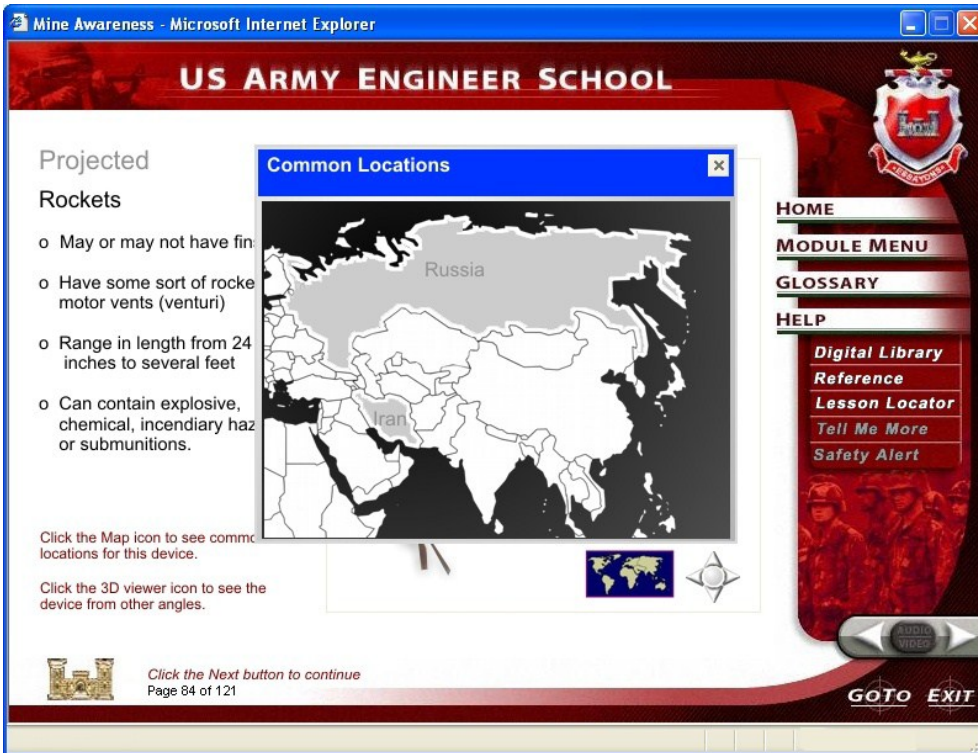 Mine Awareness - Microsoft Internet Explorer
US ARMY ENGINEER SCHOOL
Projected
Rockets
o May or may not have fin
o Have some sort of rocke
motor vents (venturi)
o Range in length from 24
inches to several feet
o Can contain explosive,
chemical, incendiary haz
or submunitions.
Click the Map icon to see commo
locations for this device.
Click the 3D viewer icon to see the
device from other angles.
Common Locations
Russia
Iran
HOME
MODULE MENU
GLOSSARY
HELP
Digital Library
Reference
Lesson Locator
Tell Me More
Safety Alert
AUDIO
VIDEO
Click the Next button to continue
Page 84 of 121
GOTO EXIT
ESSAYONS